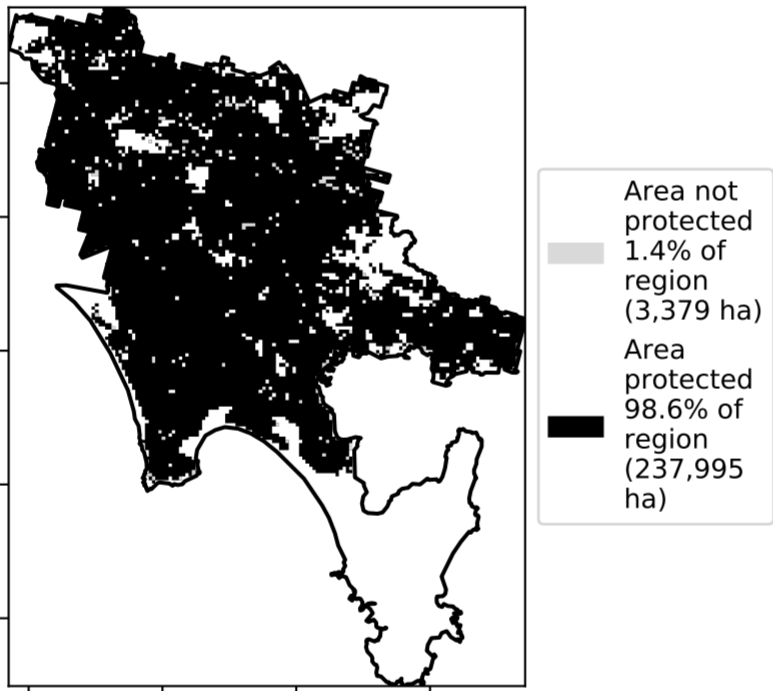 Area not
protected
1.4% of
region
(3,379 ha)
Area
protected
98.6% of
region
(237,995
ha)